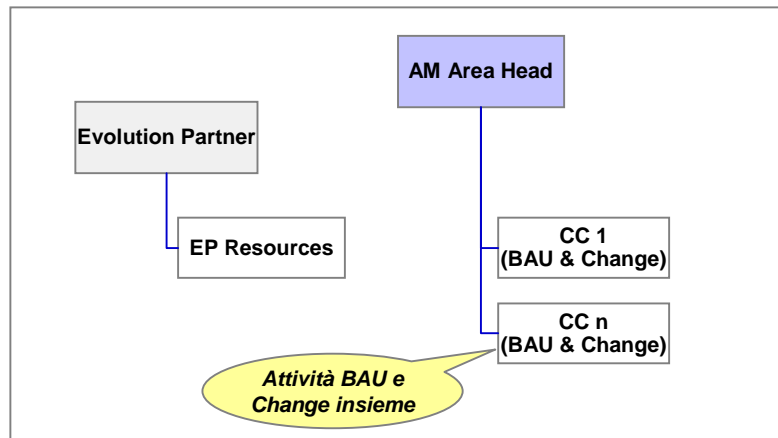 AM Area Head
Evolution Partner
EP Resources
CC 1
(BAU & Change)
CC n
(BAU & Change)
Attività BAU e
Change insieme